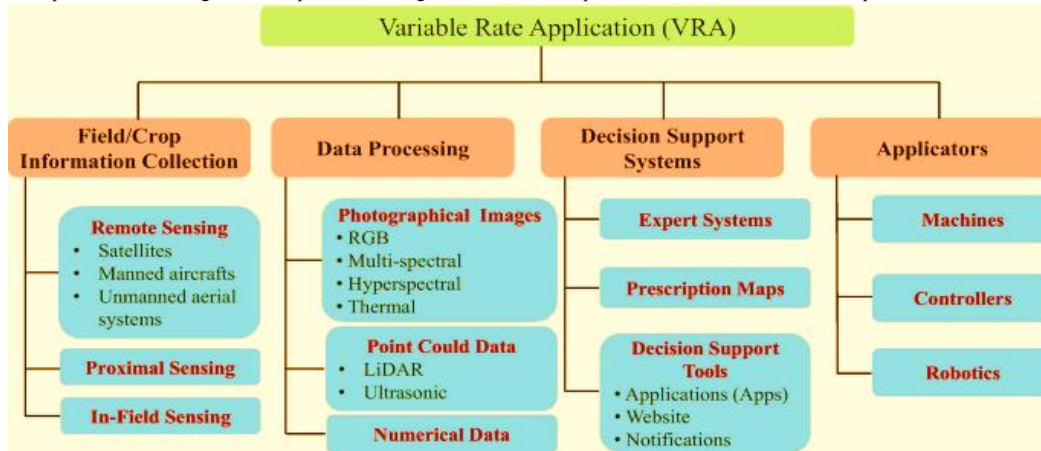 Variable Rate Application (VRA)
Field/Crop
Information Collection
Remote Sensing
• Satellites
• Manned aircrafts
• Unmanned aerial
systems
Proximal Sensing
In-Field Sensing
Data Processing
Photographical Images
• RGB
• Multi-spectral
• Hyperspectral
• Thermal
Point Could Data
• LiDAR
• Ultrasonic
Numerical Data
Decision Support
Systems
Expert Systems
Prescription Maps
Decision Support
Tools
• Applications (Apps)
• Website
• Notifications
Applicators
Machines
Controllers
Robotics